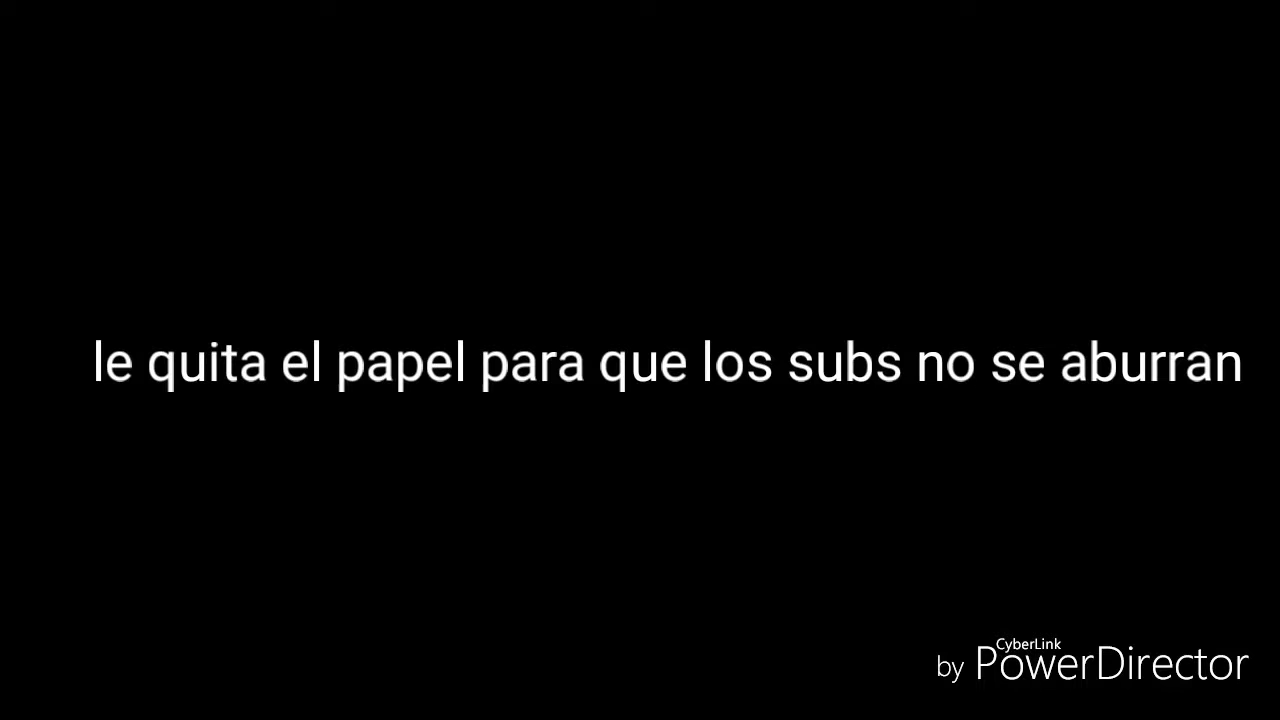 le quita el papel para que los subs no se aburran
CyberLink
by PowerDirector